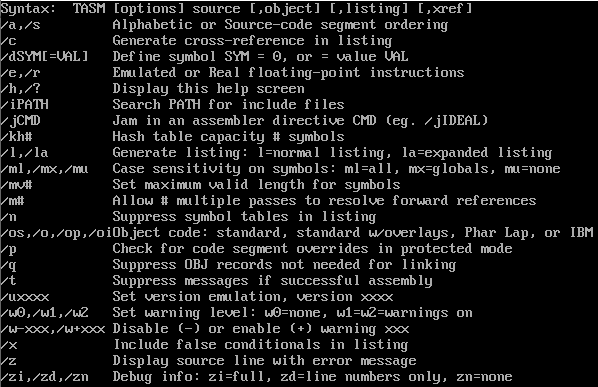 Syntax:  TASM [options] source [,object] [,listing] [,xref]
/a,/s          Alphabetic or Source-code segment ordering
/c             Generate cross-reference in listing
/dSYM[=VAL]    Define symbol SYM = 0, or = value VAL
/e,/r          Emulated or Real floating-point instructions
/h,/?          Display this help screen
/iPATH         Search PATH for include files
/jCMD          Jam in an assembler directive CMD (eg. /jIDEAL)
/kh#           Hash table capacity # symbols
/l,/la         Generate listing: l=normal listing, la=expanded listing
/ml,/mx,/mu    Case sensitivity on symbols: ml=all, mx=globals, mu=none
/mv#           Set maximum valid length for symbols
/m#            Allow # multiple passes to resolve forward references
/n             Suppress symbol tables in listing
/os,/o,/op,/oiObject code: standard, standard w/overlays, Phar Lap, or IBM
/p             Check for code segment overrides in protected mode
/q             Suppress OBJ records not needed for linking
/t             Suppress messages if successful assembly
/uxxxx         Set version emulation, version xxxx
/w0,/w1,/w2    Set warning level: w0=none, w1=w2=warnings on
/w-xxx,/w+xxx  Disable (-) or enable (+) warning xxx
/x             Include false conditionals in listing
/z             Display source line with error message
/zi,/zd,/zn    Debug info: zi=full, zd=line numbers only, zn=none